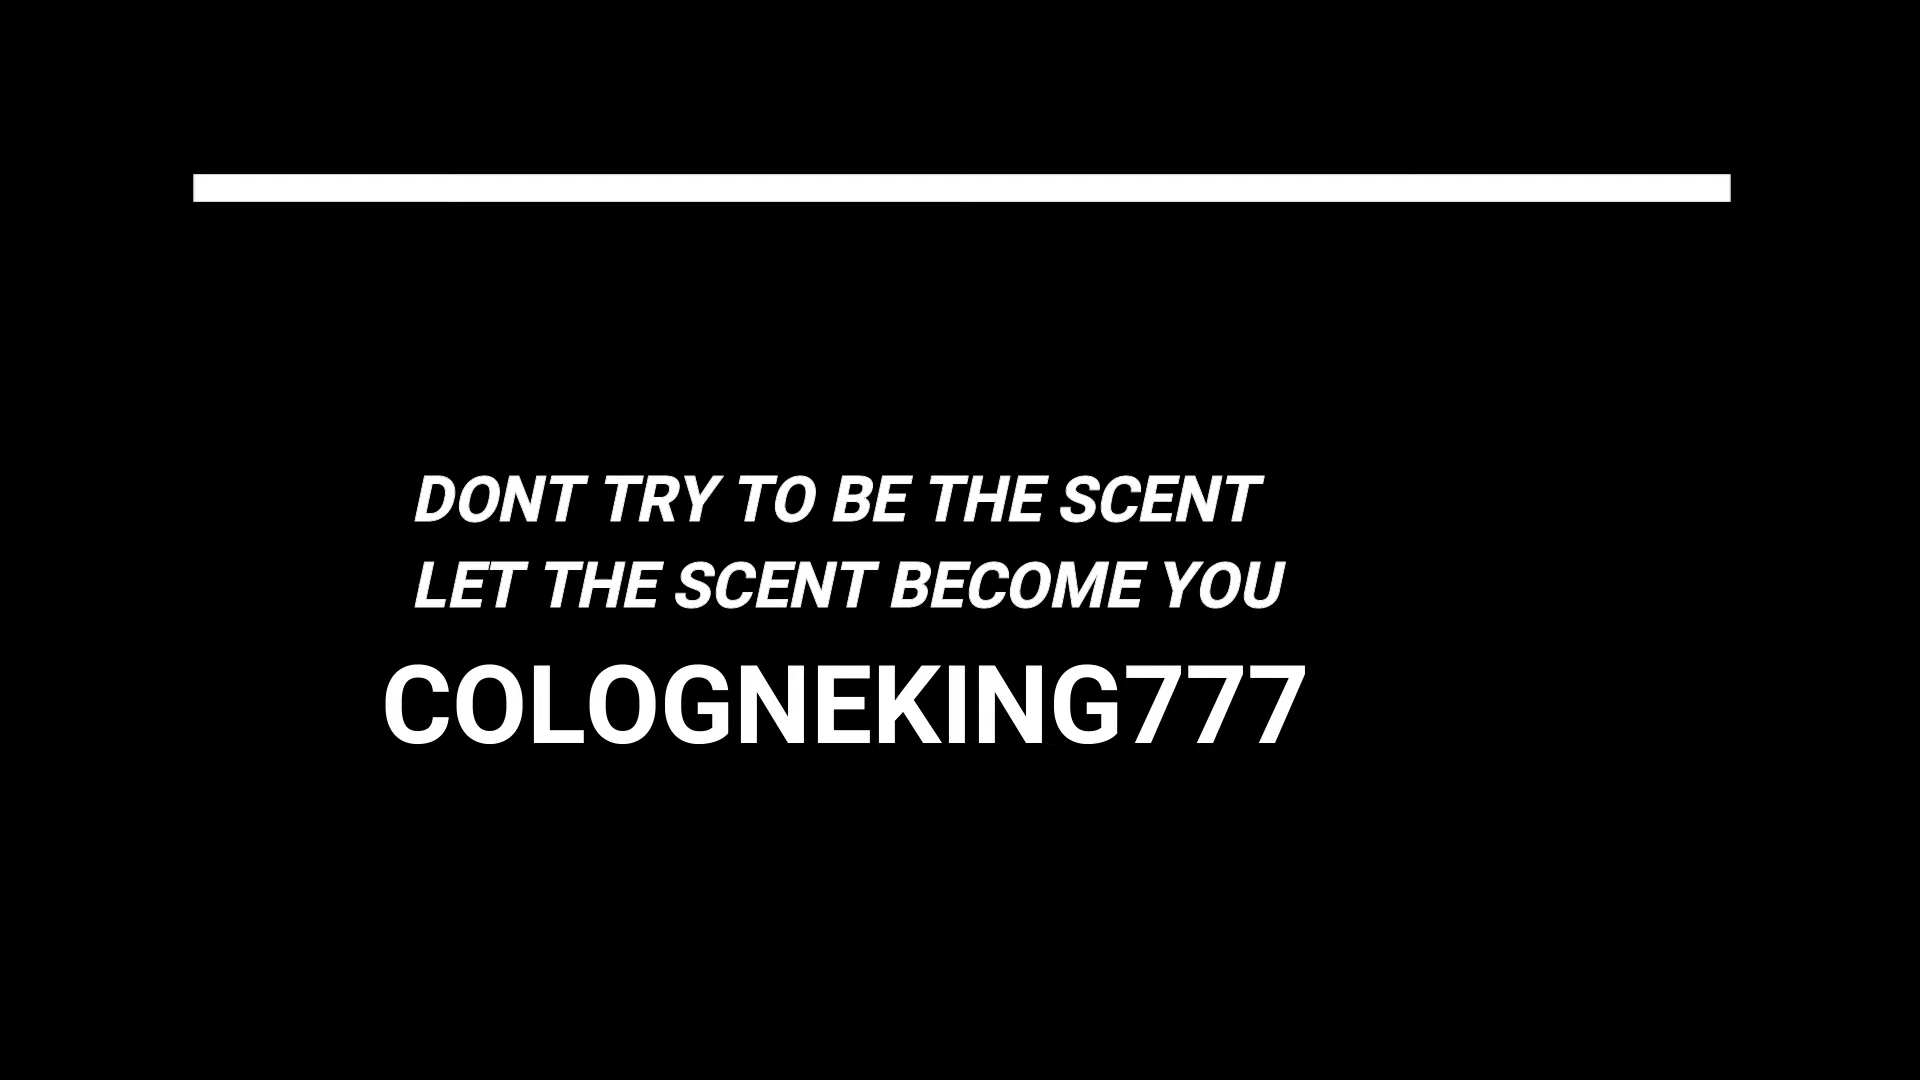 DONT TRY TO BE THE SCENT
LET THE SCENT BECOME YOU
COLOGNEKING777